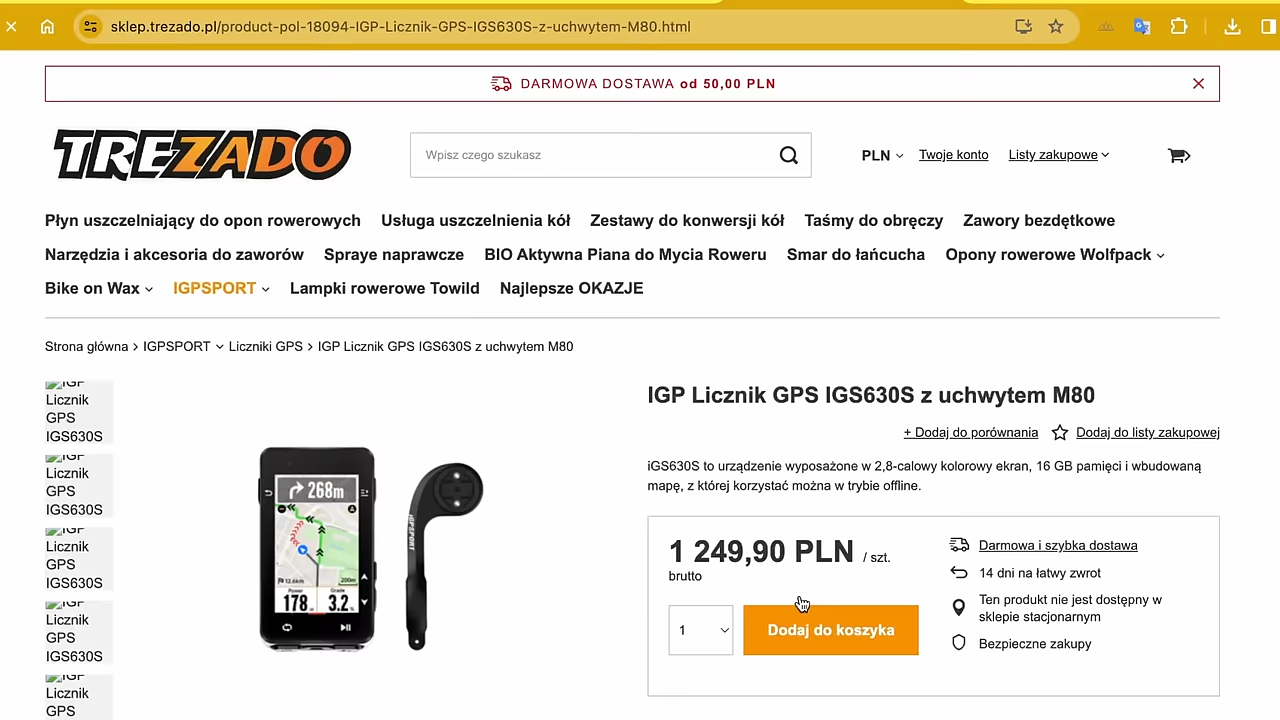 sklep.trezado.pl/product-pol-18094-IGP-Licznik-GPS-IGS630S-z-uchwytem-M80.html
DARMOWA DOSTAWA od 50,00 PLN
TREZADO
Wpisz czego szukasz
PLN
Twoje konto
Listy zakupowe
Płyn uszczelniający do opon rowerowych Usługa uszczelnienia kół Zestawy do konwersji kół Taśmy do obręczy Zawory bezdętkowe
Narzędzia i akcesoria do zaworów Spraye naprawcze BIO Aktywna Piana do Mycia Roweru Smar do łańcucha Opony rowerowe Wolfpack
Bike on Wax IGPSPORT Lampki rowerowe Towild Najlepsze OKAZJE
Strona główna > IGPSPORT Liczniki GPS > IGP Licznik GPS IGS630S z uchwytem M80
IGP
Licznik
GPS
IGS630S
IGP
Licznik
GPS
IGS630S
IGP
Licznik
GPS
IGS630S
IGP
Licznik
GPS
IGS630S
IGP
Licznik
GPS
268m
12.6km
200m
Power
Grade
178
3.2%
IGPSPORT
IGP Licznik GPS IGS630S z uchwytem M80
+ Dodaj do porównania
Dodaj do listy zakupowej
iGS630S to urządzenie wyposażone w 2,8-calowy kolorowy ekran, 16 GB pamięci i wbudowaną
mapę, z której korzystać można w trybie offline.
1 249,90 PLN / szt.
brutto
1
Dodaj do koszyka
Darmowa i szybka dostawa
14 dni na łatwy zwrot
Ten produkt nie jest dostępny w
sklepie stacjonarnym
Bezpieczne zakupy